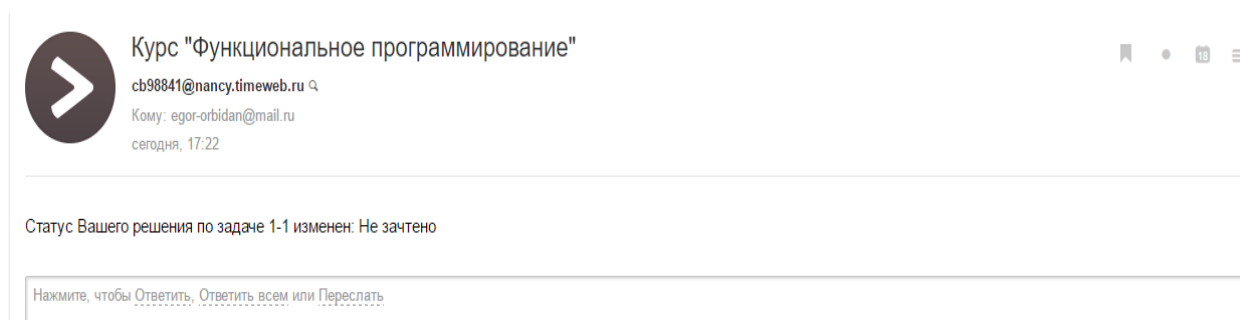 Курс "Функциональное программирование"
cb98841@nancy.timeweb.ru
Кому: egor-orbidan@mail.ru
сегодня, 17:22
18
Статус Вашего решения по задаче 1-1 изменен: Не зачтено
Нажмите, чтобы Ответить, Ответить всем или Переслать